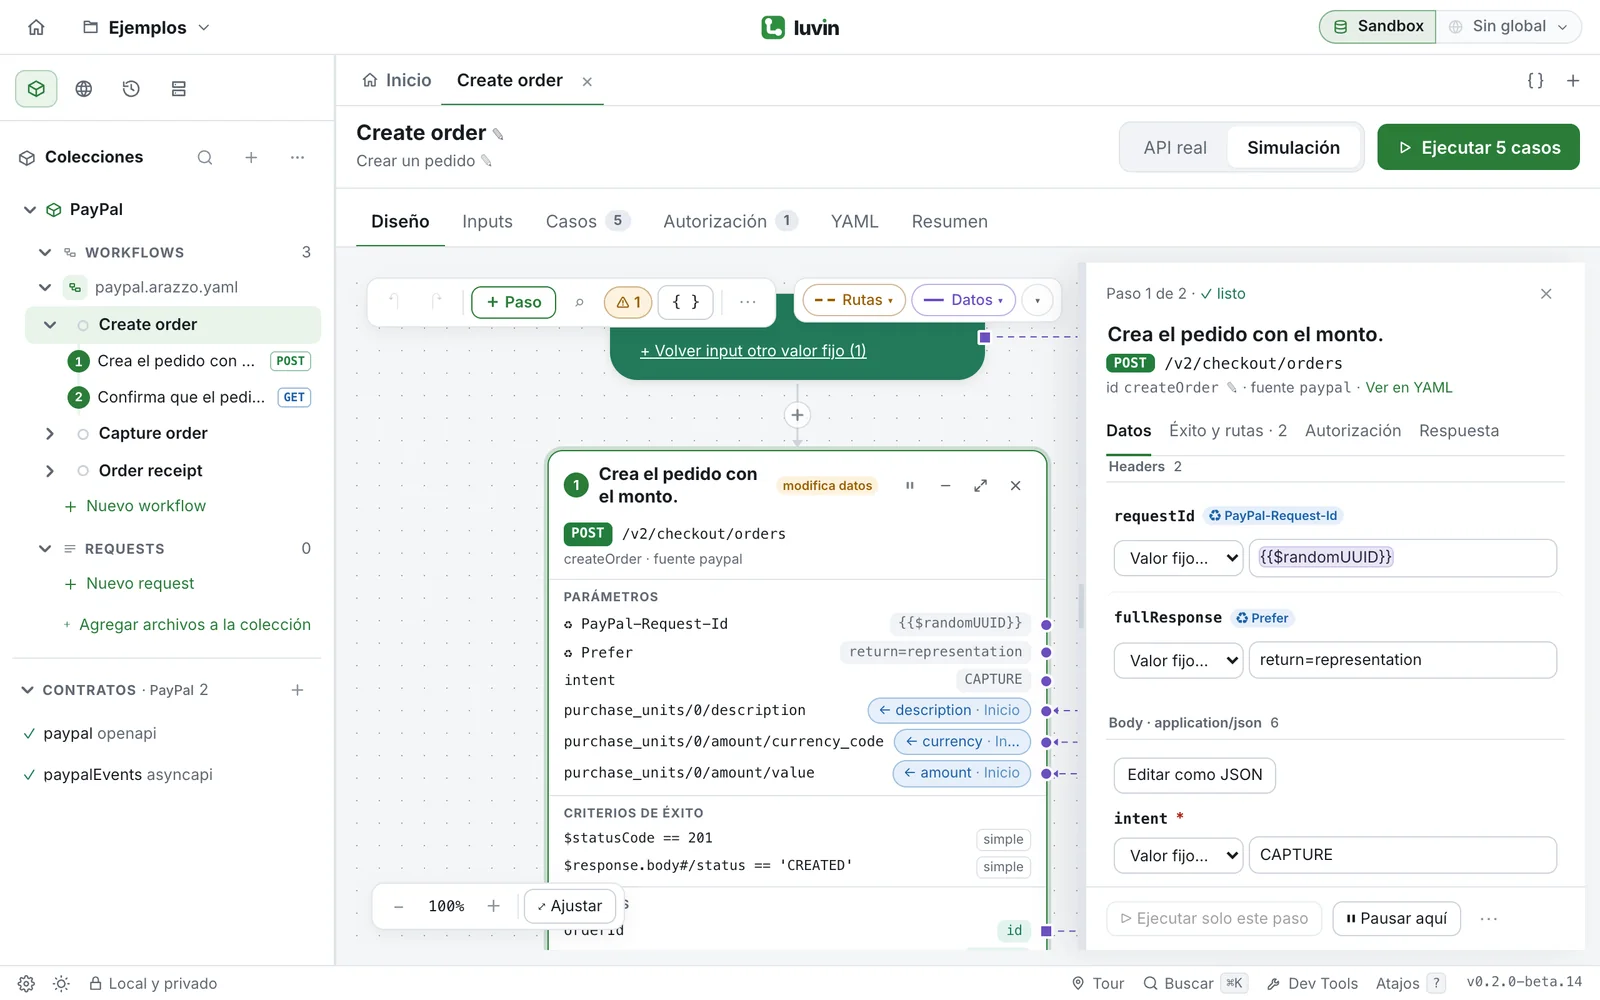 Ejemplos
luvin
Sandbox
Sin global
Inicio
Create order
{}
Create order
Crear un pedido
API real
Simulación
Ejecutar 5 casos
Colecciones
PayPal
WORKFLOWS 3
paypal.arazzo.yaml
Create order
1 Crea el pedido con ... POST
2 Confirma que el pedi... GET
Capture order
Order receipt
+ Nuevo workflow
REQUESTS 0
+ Nuevo request
+ Agregar archivos a la colección
CONTRATOS · PayPal 2
paypal openapi
paypalEvents asyncapi
Diseño
Inputs
Casos 5
Autorización 1
YAML
Resumen
+ Paso
1
{ }
Rutas
Datos
+ Volver input otro valor fijo (1)
1 Crea el pedido con
el monto.
modifica datos
POST /v2/checkout/orders
createOrder · fuente paypal
PARÁMETROS
PayPal-Request-Id {{$randomUUID}}
Prefer return=representation
intent CAPTURE
purchase_units/0/description ← description · Inicio
purchase_units/0/amount/currency_code ← currency · In...
purchase_units/0/amount/value ← amount · Inicio
CRITERIOS DE ÉXITO
$statusCode == 201 simple
$response.body#/status == 'CREATED' simple
S
orderId id
− 100% +
Ajustar
Paso 1 de 2 · ✓ listo
Crea el pedido con el monto.
POST /v2/checkout/orders
id createOrder · fuente paypal · Ver en YAML
Datos
Éxito y rutas · 2
Autorización
Respuesta
Headers 2
requestId PayPal-Request-Id
Valor fijo... {{$randomUUID}}
fullResponse Prefer
Valor fijo... return=representation
Body · application/json 6
Editar como JSON
intent *
Valor fijo... CAPTURE
Ejecutar solo este paso
Pausar aquí
Local y privado
Tour
Buscar ⌘K
Dev Tools
Atajos ?
v0.2.0-beta.14